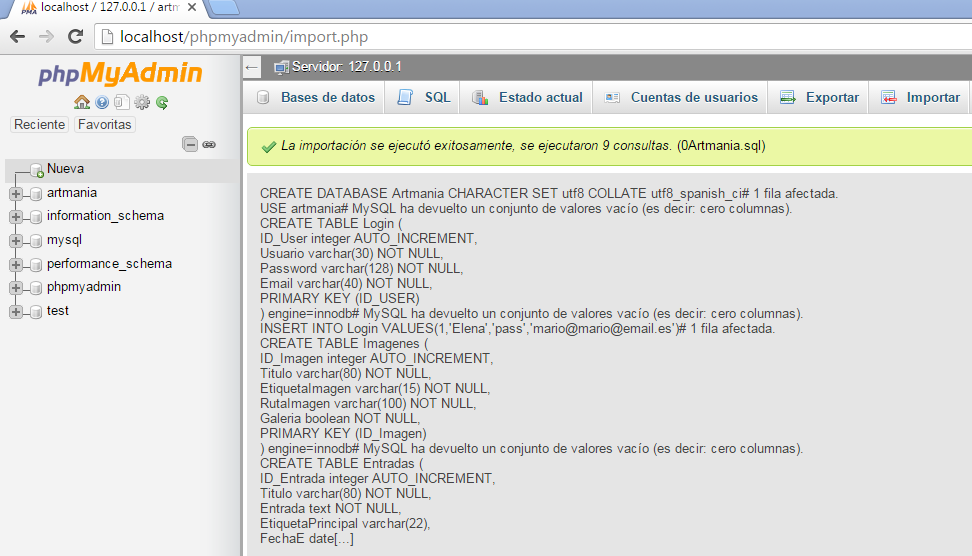 localhost / 127.0.0.1 / artm
localhost/phpmyadmin/import.php
phpMyAdmin
Reciente Favoritas
Nueva
artmania
information_schema
mysql
performance_schema
phpmyadmin
test
Servidor: 127.0.0.1
Bases de datos SQL Estado actual Cuentas de usuarios Exportar Importar
La importación se ejecutó exitosamente, se ejecutaron 9 consultas. (0Artmania.sql)
CREATE DATABASE Artmania CHARACTER SET utf8 COLLATE utf8_spanish_ci# 1 fila afectada.
USE artmania# MySQL ha devuelto un conjunto de valores vacío (es decir: cero columnas).
CREATE TABLE Login (
ID_User integer AUTO_INCREMENT,
Usuario varchar(30) NOT NULL,
Password varchar(128) NOT NULL,
Email varchar(40) NOT NULL,
PRIMARY KEY (ID_USER)
) engine=innodb# MySQL ha devuelto un conjunto de valores vacío (es decir: cero columnas).
INSERT INTO Login VALUES(1,'Elena','pass','mario@mario@email.es')# 1 fila afectada.
CREATE TABLE Imagenes (
ID_Imagen integer AUTO_INCREMENT,
Titulo varchar(80) NOT NULL,
EtiquetaImagen varchar(15) NOT NULL,
RutaImagen varchar(100) NOT NULL,
Galeria boolean NOT NULL,
PRIMARY KEY (ID_Imagen)
) engine=innodb# MySQL ha devuelto un conjunto de valores vacío (es decir: cero columnas).
CREATE TABLE Entradas (
ID_Entrada integer AUTO_INCREMENT,
Titulo varchar(80) NOT NULL,
Entrada text NOT NULL,
EtiquetaPrincipal varchar(22),
FechaE date[...]